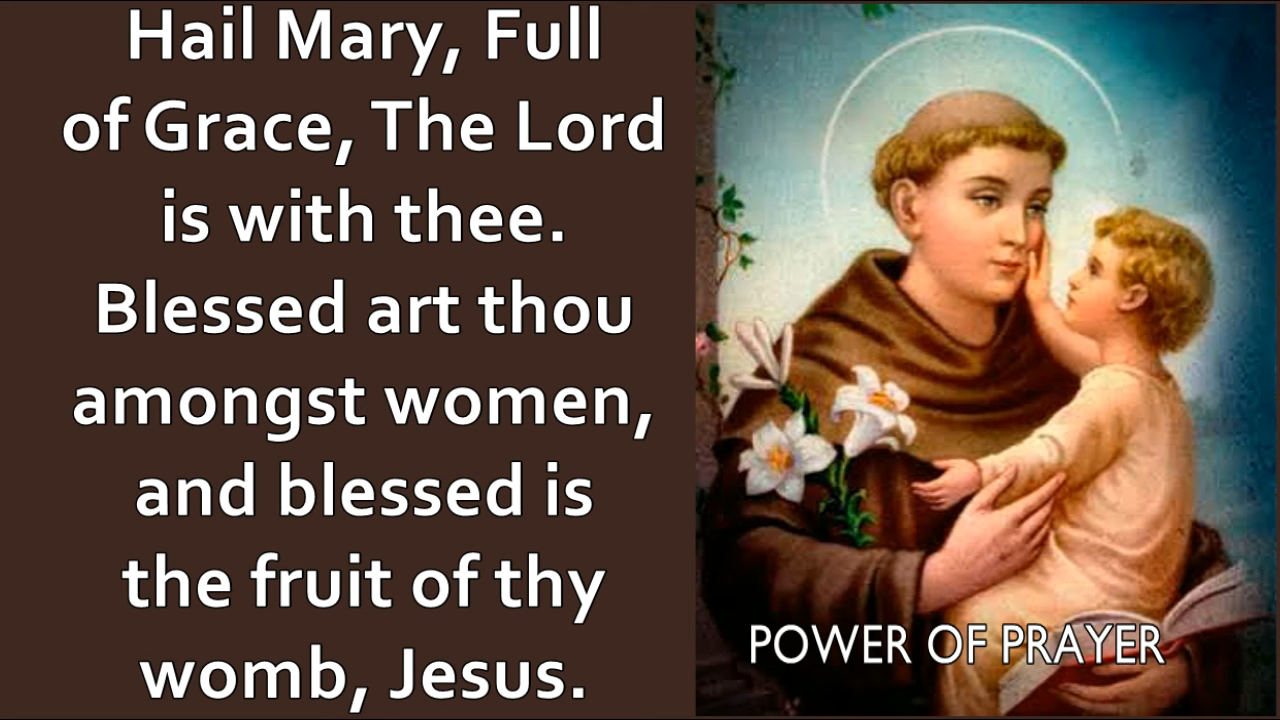 Hail Mary, Full
of Grace, The Lord
is with thee.
Blessed art thou
amongst women,
and blessed is
the fruit of thy
womb, Jesus.
POWER OF PRAYER